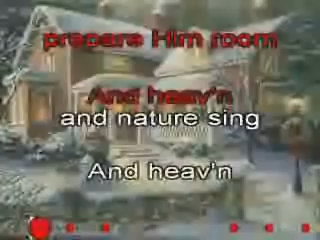 prepare Him room
And heav'n
and nature sing
And heav'n